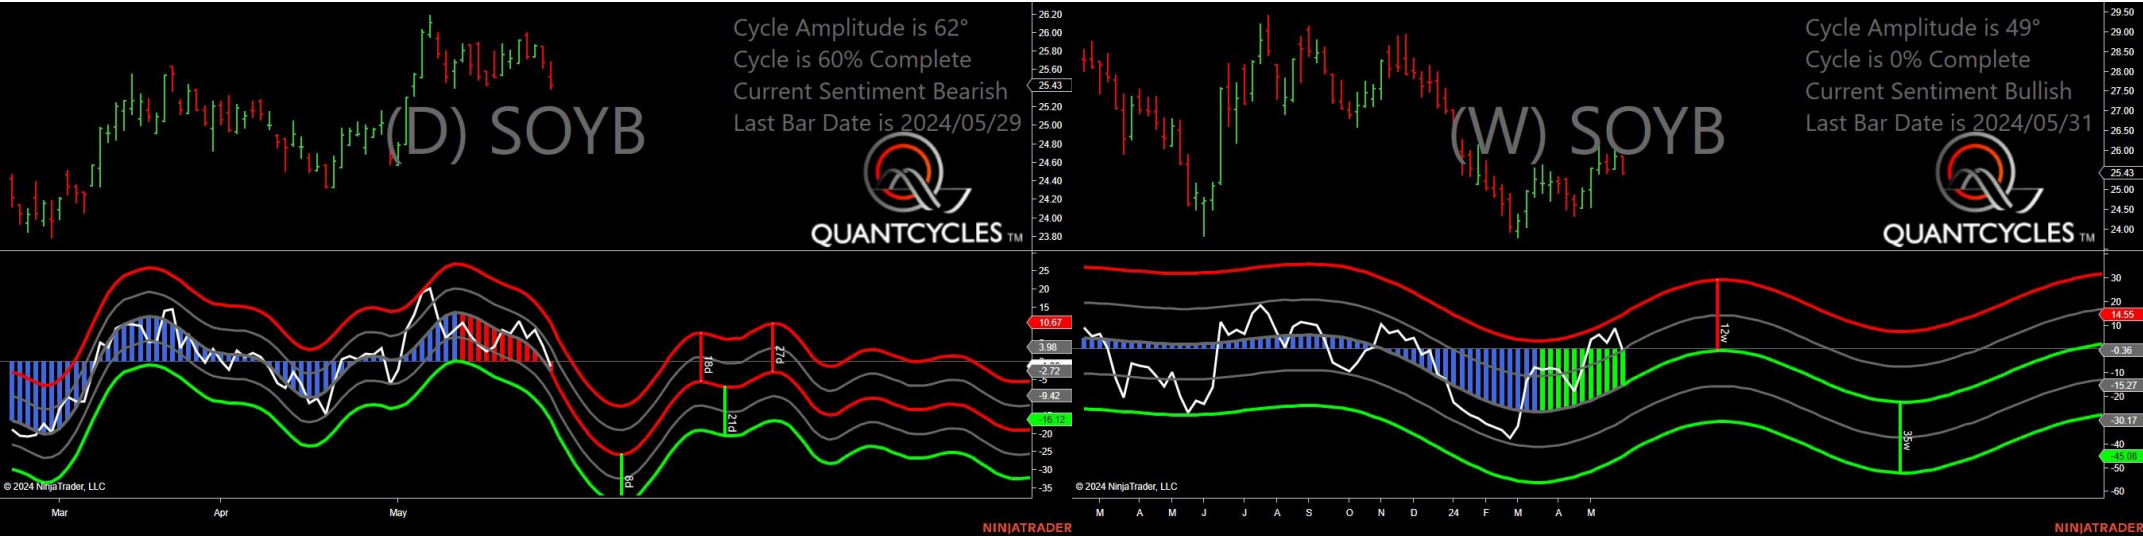 Cycle Amplitude is 62°
Cycle is 60% Complete
Current Sentiment Bearish
Last Bar Date is 2024/05/29
(D) SOYB
QUANTCYCLES TM
26.20
26.00
25.80
25.60
25.43
25.20
25.00
24.80
24.60
24.40
24.20
24.00
23.80
25
20
15
10.67
3.98
-2.72
-5
-9.42
-16.12
-20
-25
-30
-35
18d
27d
21d
8d
© 2024 NinjaTrader, LLC
Mar Apr May
NINJATRADER
Cycle Amplitude is 49°
Cycle is 0% Complete
Current Sentiment Bullish
Last Bar Date is 2024/05/31
(W) SOYB
QUANTCYCLES TM
29.50
29.00
28.50
28.00
27.50
27.00
26.50
26.00
25.43
25.00
24.50
24.00
30
20
14.55
10
-0.36
-10
-15.27
-20
-30.17
-40
-45.08
-50
-60
12w
35w
© 2024 NinjaTrader, LLC
M A M J J A S O N D 24 F M A M
NINJATRADER